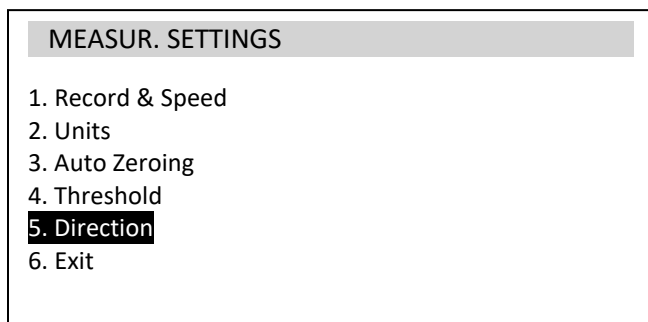 MEASUR. SETTINGS
1. Record & Speed
2. Units
3. Auto Zeroing
4. Threshold
5. Direction
6. Exit